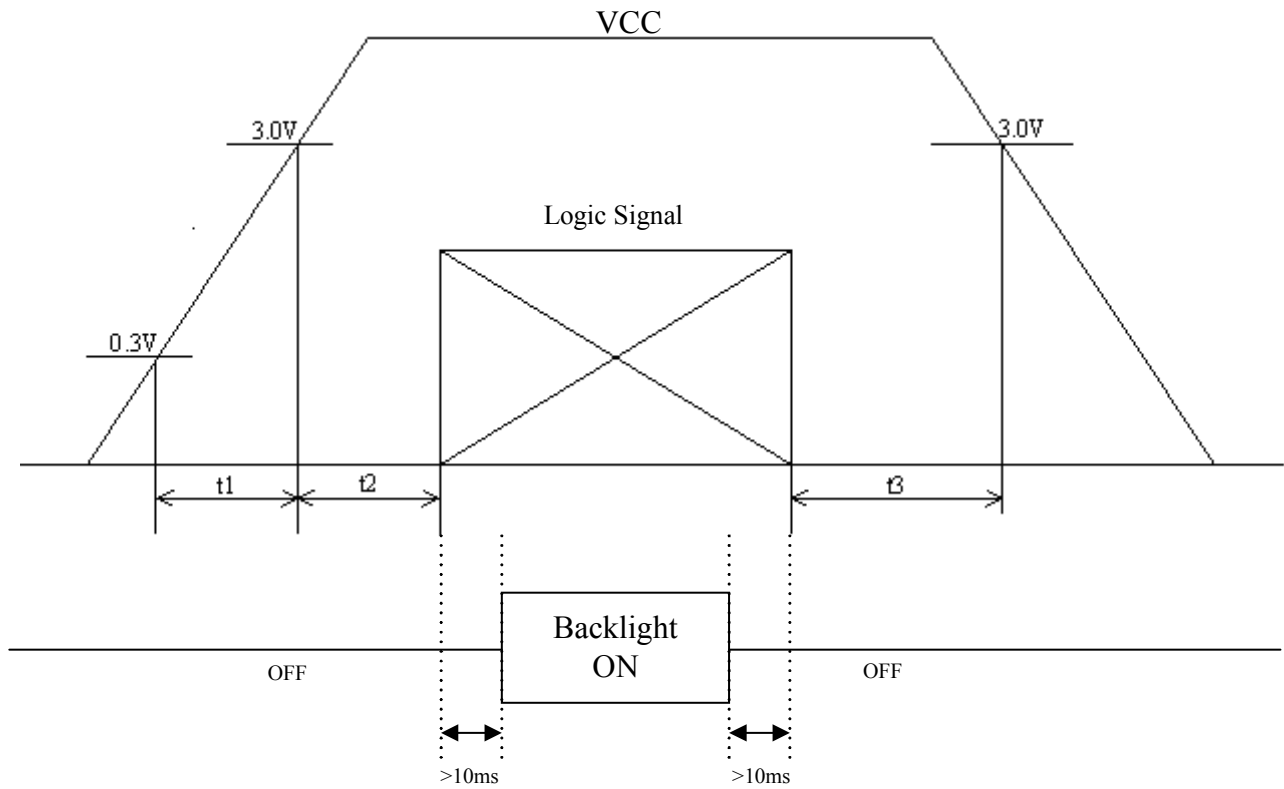 VCC
3.0V
3.0V
Logic Signal
0.3V
t1
t2
t3
Backlight
ON
OFF
OFF
>10ms
>10ms